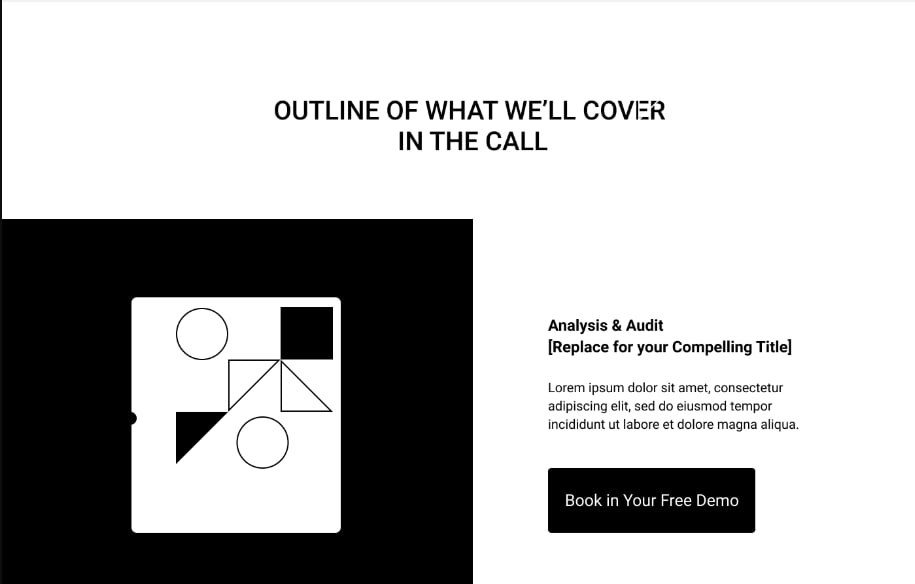 OUTLINE OF WHAT WE’LL COVER
IN THE CALL
Analysis & Audit
[Replace for your Compelling Title]
Lorem ipsum dolor sit amet, consectetur
adipiscing elit, sed do eiusmod tempor
incididunt ut labore et dolore magna aliqua.
Book in Your Free Demo